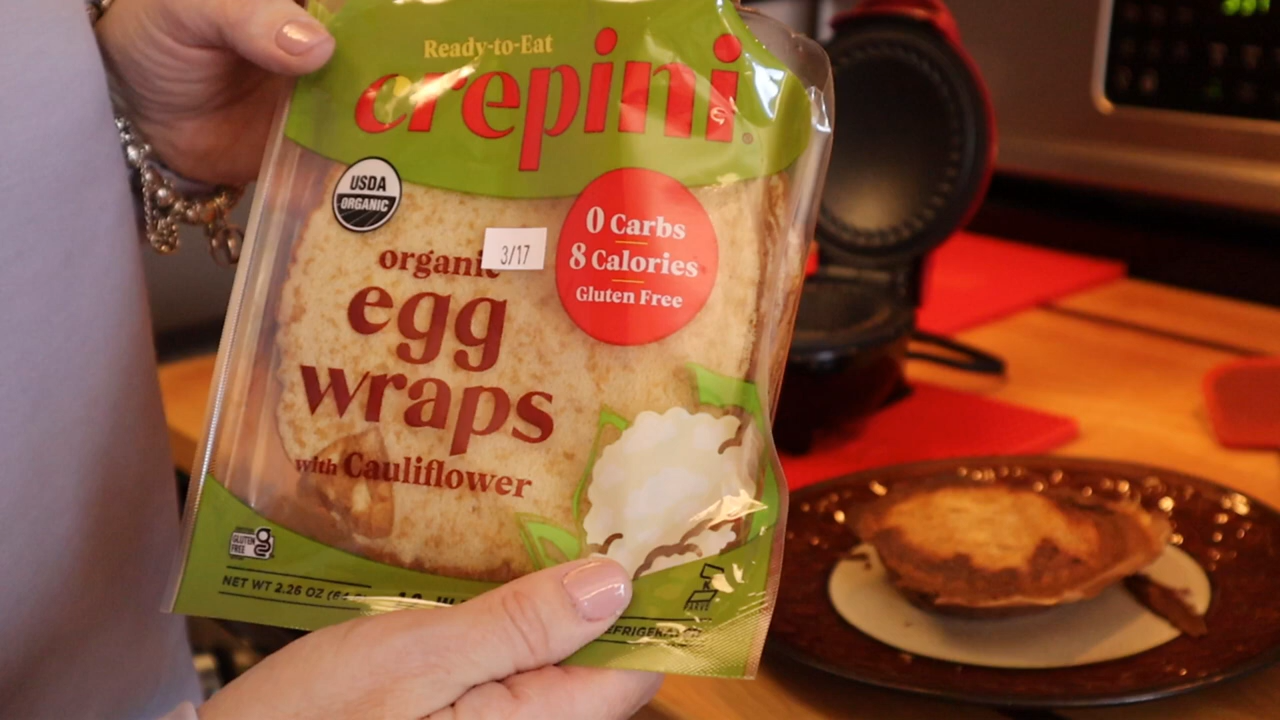 Ready-to-Eat
crepini®
USDA
ORGANIC
0 Carbs
8 Calories
Gluten Free
3/17
organic
egg
wraps
with Cauliflower
GLUTEN
FREE
NET WT 2.26 OZ